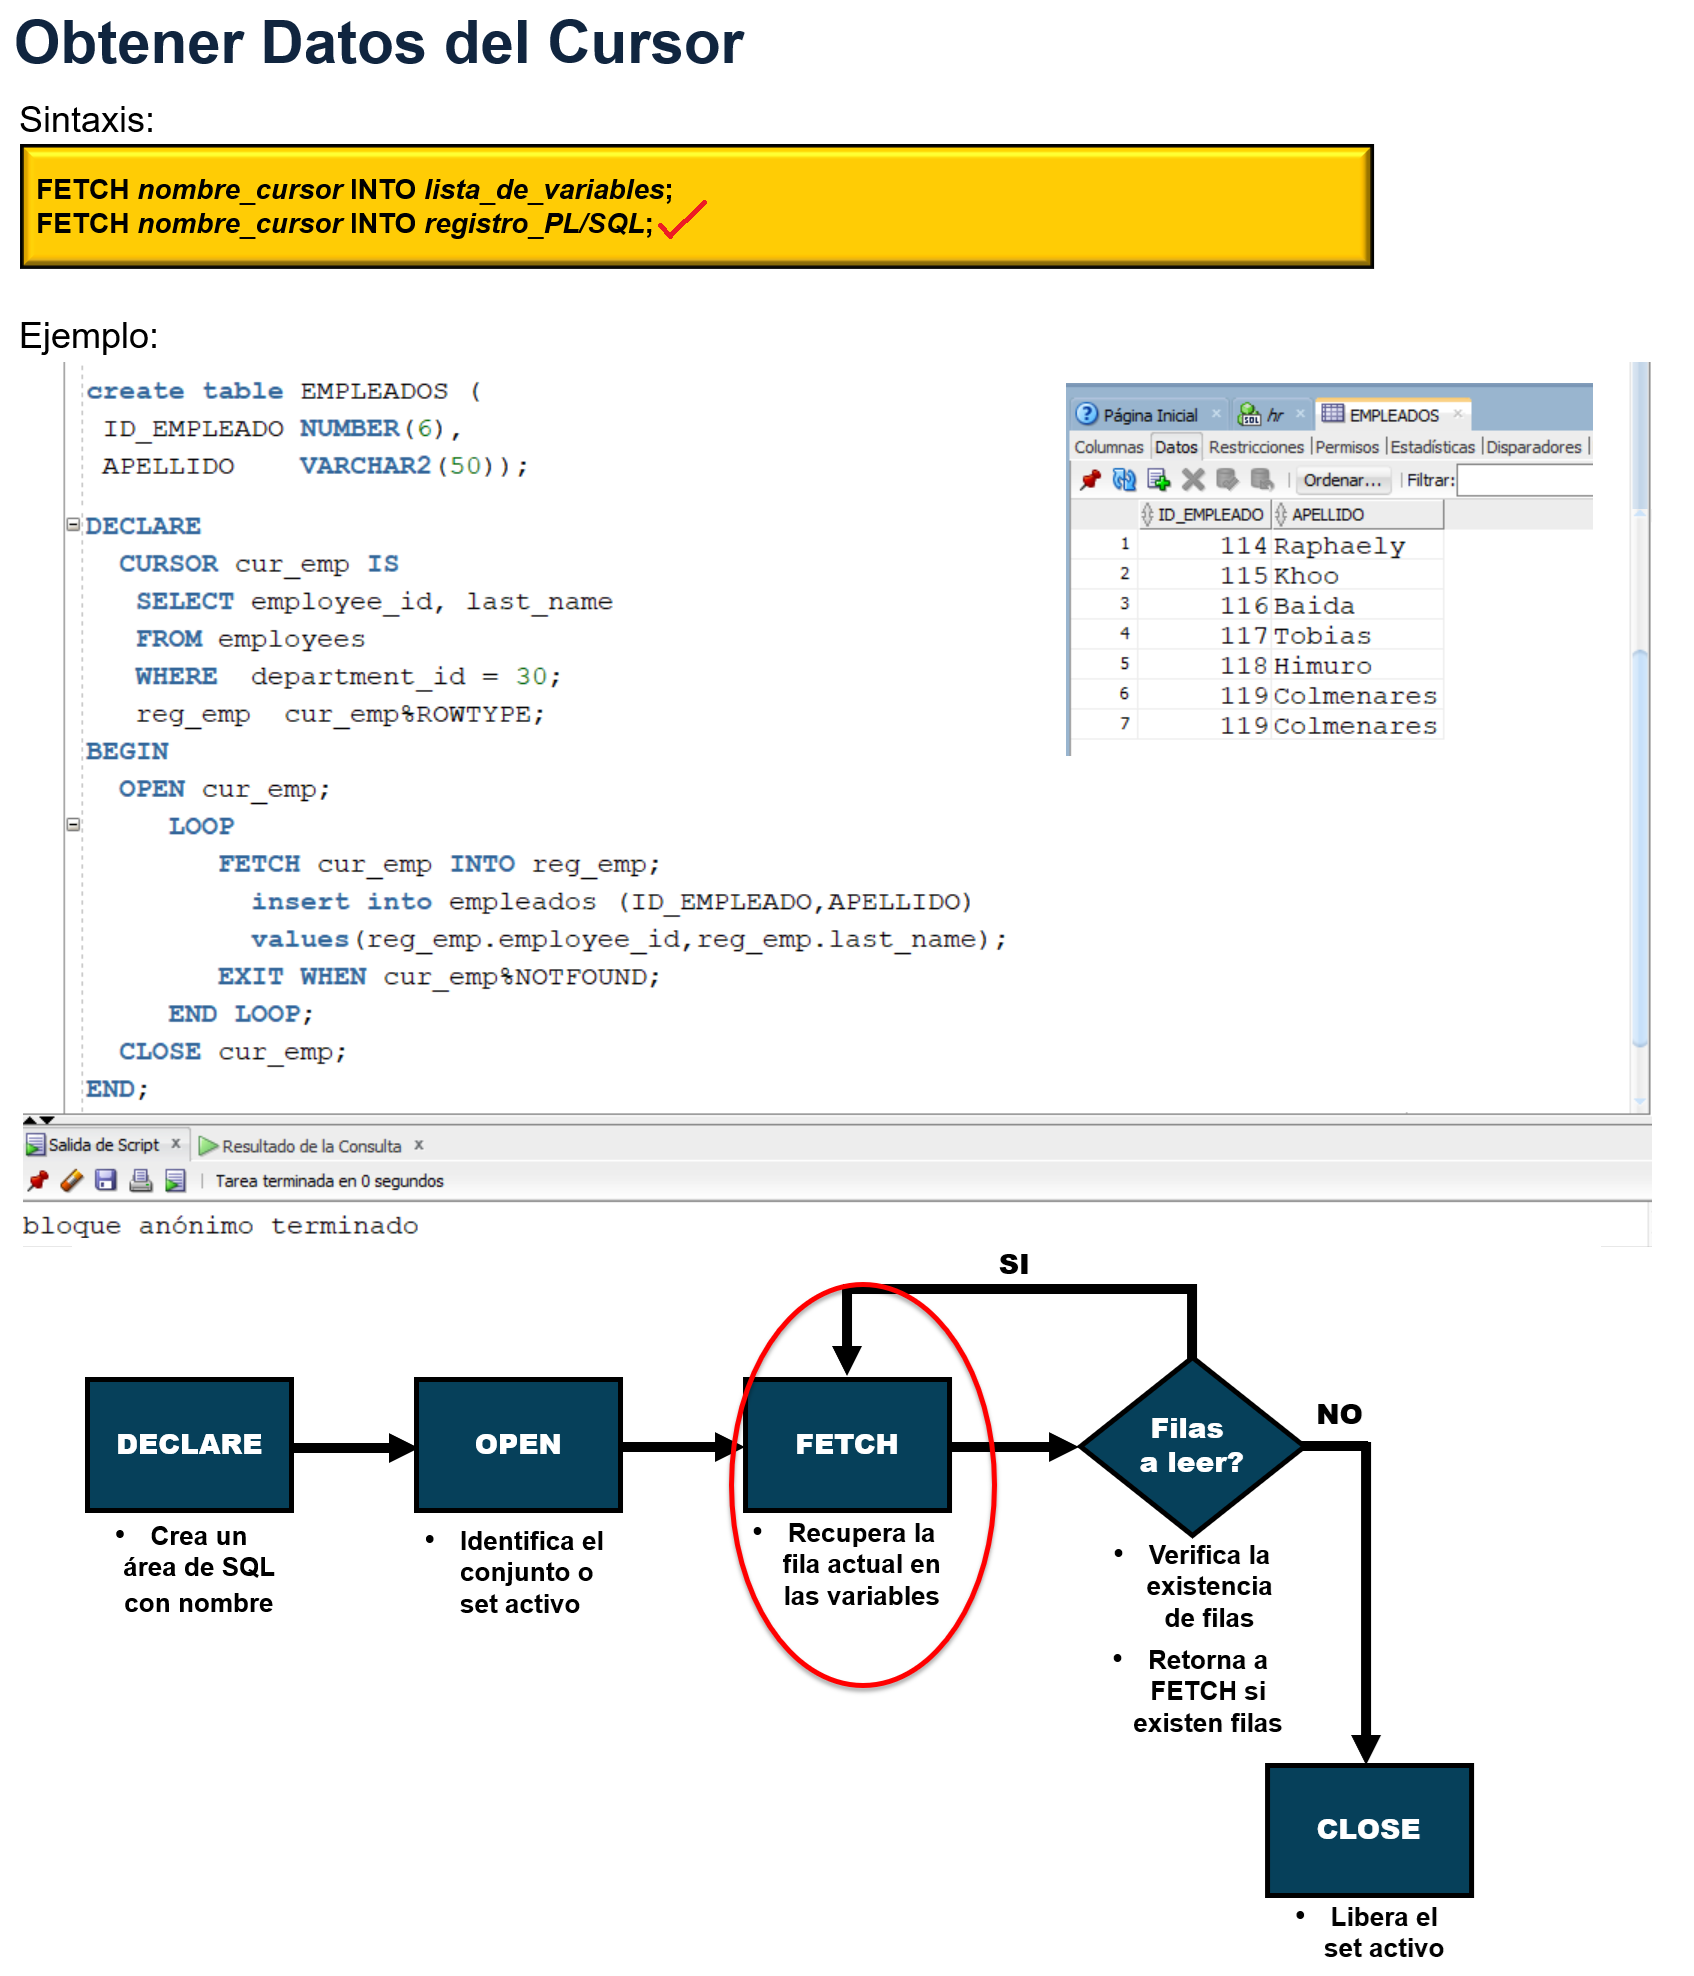 Obtener Datos del Cursor
Sintaxis:
FETCH nombre_cursor INTO lista_de_variables;
FETCH nombre_cursor INTO registro_PL/SQL;
Ejemplo:
create table EMPLEADOS (
ID_EMPLEADO NUMBER(6),
APELLIDO    VARCHAR2(50));
DECLARE
CURSOR cur_emp IS
SELECT employee_id, last_name
FROM employees
WHERE  department_id = 30;
reg_emp  cur_emp%ROWTYPE;
BEGIN
OPEN cur_emp;
LOOP
FETCH cur_emp INTO reg_emp;
insert into empleados (ID_EMPLEADO,APELLIDO)
values(reg_emp.employee_id,reg_emp.last_name);
EXIT WHEN cur_emp%NOTFOUND;
END LOOP;
CLOSE cur_emp;
END;
Página Inicial × hr × EMPLEADOS ×
Columnas Datos Restricciones | Permisos | Estadísticas | Disparadores |
Ordenar... | Filtrar:
ID_EMPLEADO APELLIDO
1 114 Raphaely
2 115 Khoo
3 116 Baida
4 117 Tobias
5 118 Himuro
6 119 Colmenares
7 119 Colmenares
Salida de Script × Resultado de la Consulta ×
| Tarea terminada en 0 segundos
bloque anónimo terminado
SI
DECLARE
OPEN
FETCH
Filas
a leer?
NO
• Crea un
área de SQL
con nombre
• Identifica el
conjunto o
set activo
• Recupera la
fila actual en
las variables
• Verifica la
existencia
de filas
• Retorna a
FETCH si
existen filas
CLOSE
• Libera el
set activo